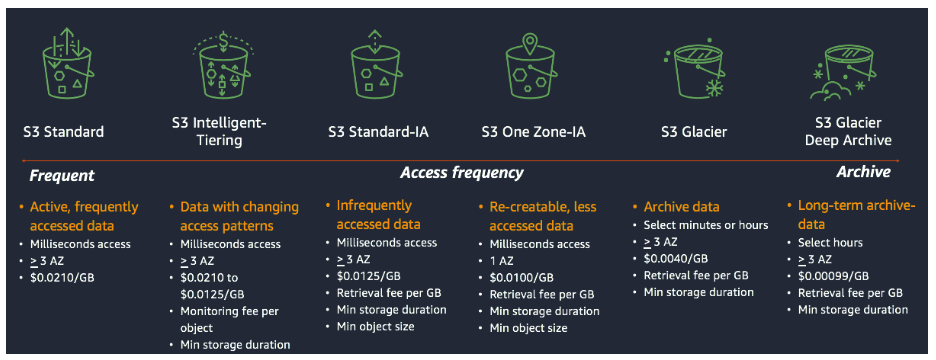 S3 Standard
S3 Intelligent-
Tiering
S3 Standard-IA
S3 One Zone-IA
S3 Glacier
S3 Glacier
Deep Archive
Frequent
Access frequency
Archive
• Active, frequently
accessed data
• Milliseconds access
• ≥ 3 AZ
• $0.0210/GB
• Data with changing
access patterns
• Milliseconds access
• ≥ 3 AZ
• $0.0210 to
$0.0125/GB
• Monitoring fee per
object
• Min storage duration
• Infrequently
accessed data
• Milliseconds access
• ≥ 3 AZ
• $0.0125/GB
• Retrieval fee per GB
• Min storage duration
• Min object size
• Re-creatable, less
accessed data
• Milliseconds access
• 1 AZ
• $0.0100/GB
• Retrieval fee per GB
• Min storage duration
• Min object size
• Archive data
• Select minutes or hours
• ≥ 3 AZ
• $0.0040/GB
• Retrieval fee per GB
• Min storage duration
• Long-term archive-
data
• Select hours
• ≥ 3 AZ
• $0.00099/GB
• Retrieval fee per GB
• Min storage duration